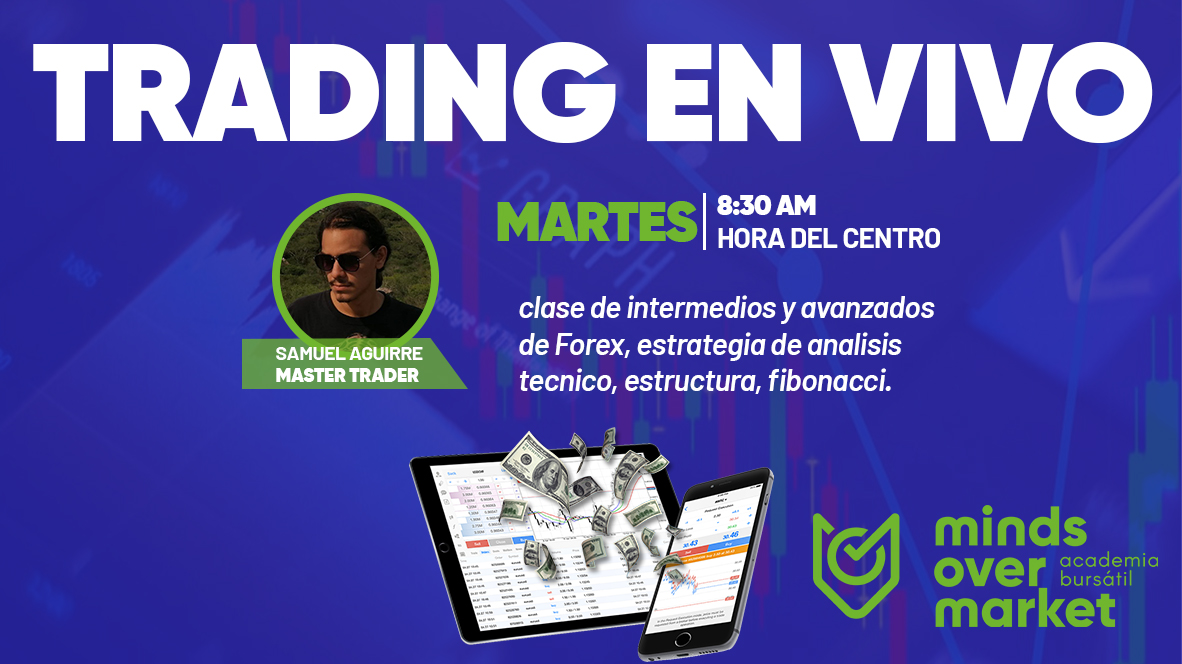 TRADING EN VIVO
MARTES
8:30 AM
HORA DEL CENTRO
clase de intermedios y avanzados
de Forex, estrategia de analisis
tecnico, estructura, fibonacci.
SAMUEL AGUIRRE
MASTER TRADER
GRAPH
minds
over
market
academia
bursátil